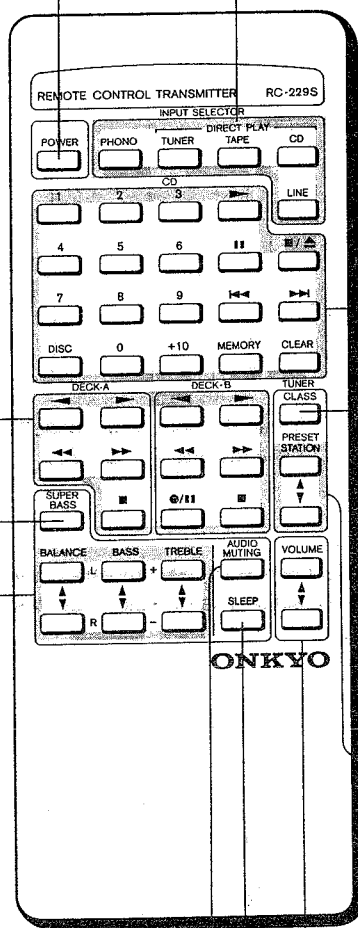 REMOTE CONTROL TRANSMITTER RC-229S
INPUT SELECTOR
DIRECT PLAY
POWER PHONO TUNER TAPE CD
CD
1 2 3
LINE
4 5 6
7 8 9
DISC 0 +10 MEMORY CLEAR
DECK-A DECK-B TUNER
CLASS
PRESET
STATION
SUPER
BASS
BALANCE BASS TREBLE AUDIO
MUTING
VOLUME
L +
SLEEP
R -
ONKYO